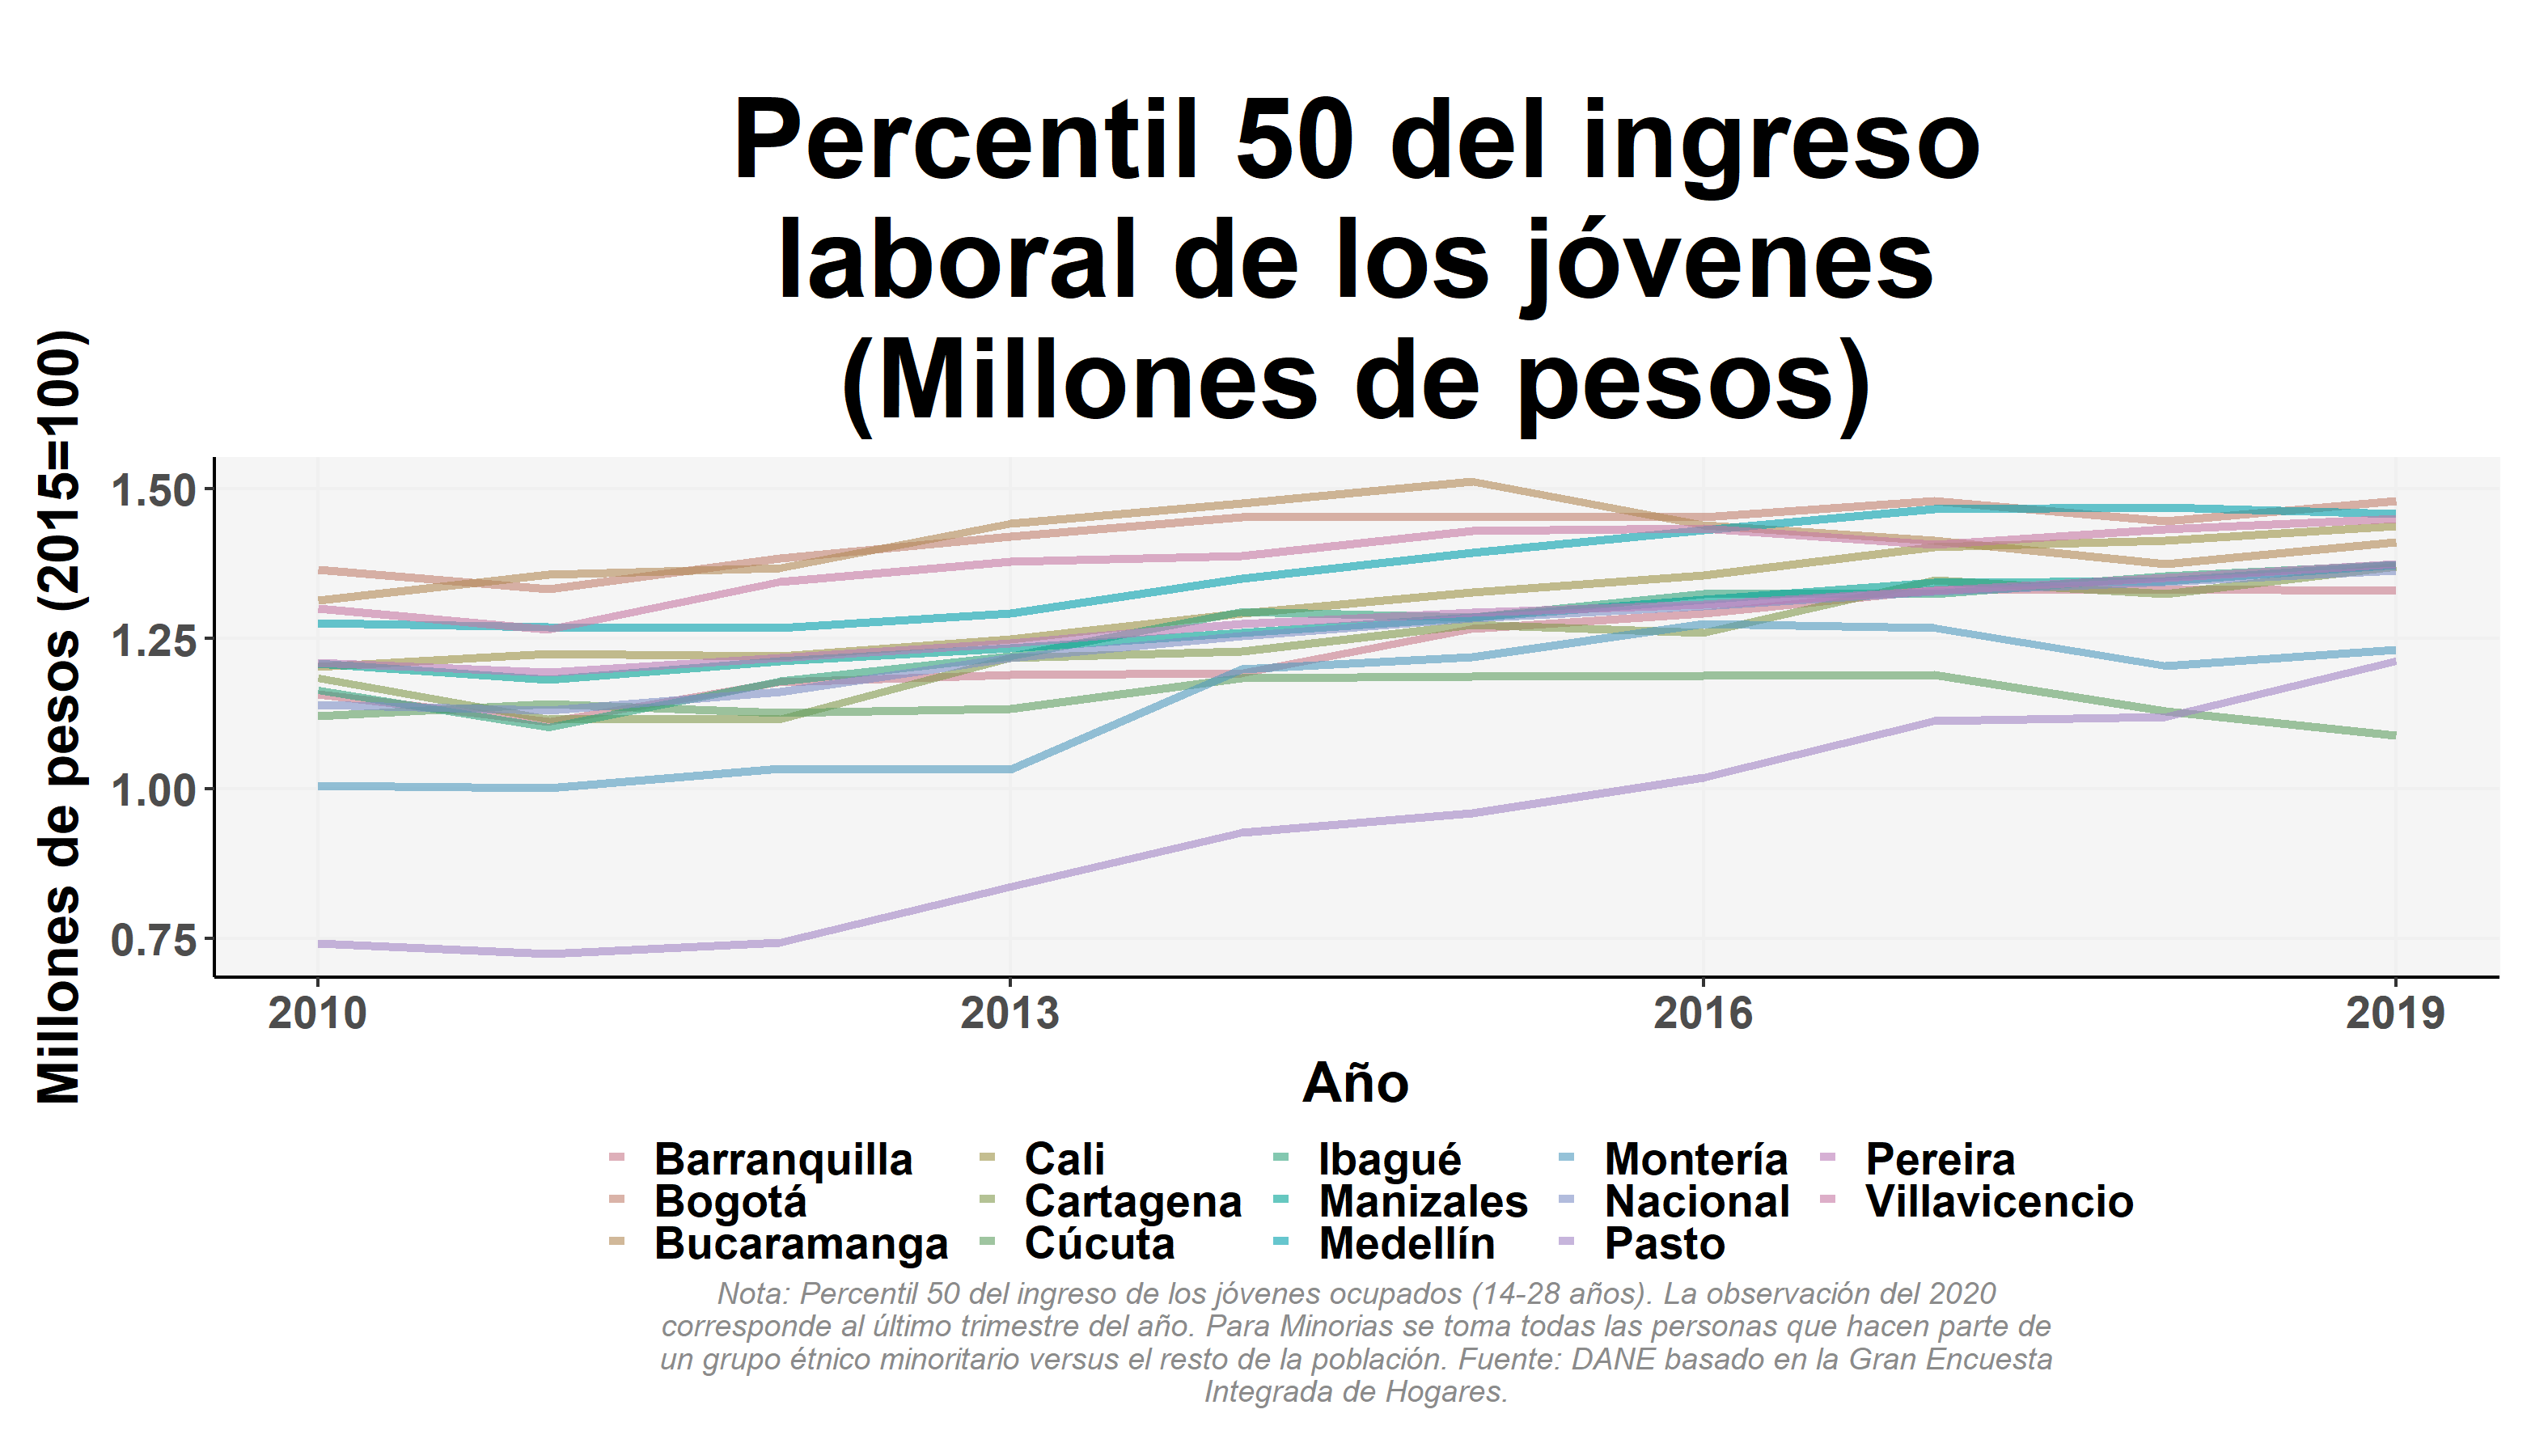 Percentil 50 del ingreso
laboral de los jóvenes
(Millones de pesos)
Millones de pesos (2015=100)
1.50
1.25
1.00
0.75
2010 2013 2016 2019
Año
Barranquilla Cali Ibagué Montería Pereira
Bogotá Cartagena Manizales Nacional Villavicencio
Bucaramanga Cúcuta Medellín Pasto
Nota: Percentil 50 del ingreso de los jóvenes ocupados (14-28 años). La observación del 2020
corresponde al último trimestre del año. Para Minorias se toma todas las personas que hacen parte de
un grupo étnico minoritario versus el resto de la población. Fuente: DANE basado en la Gran Encuesta
Integrada de Hogares.